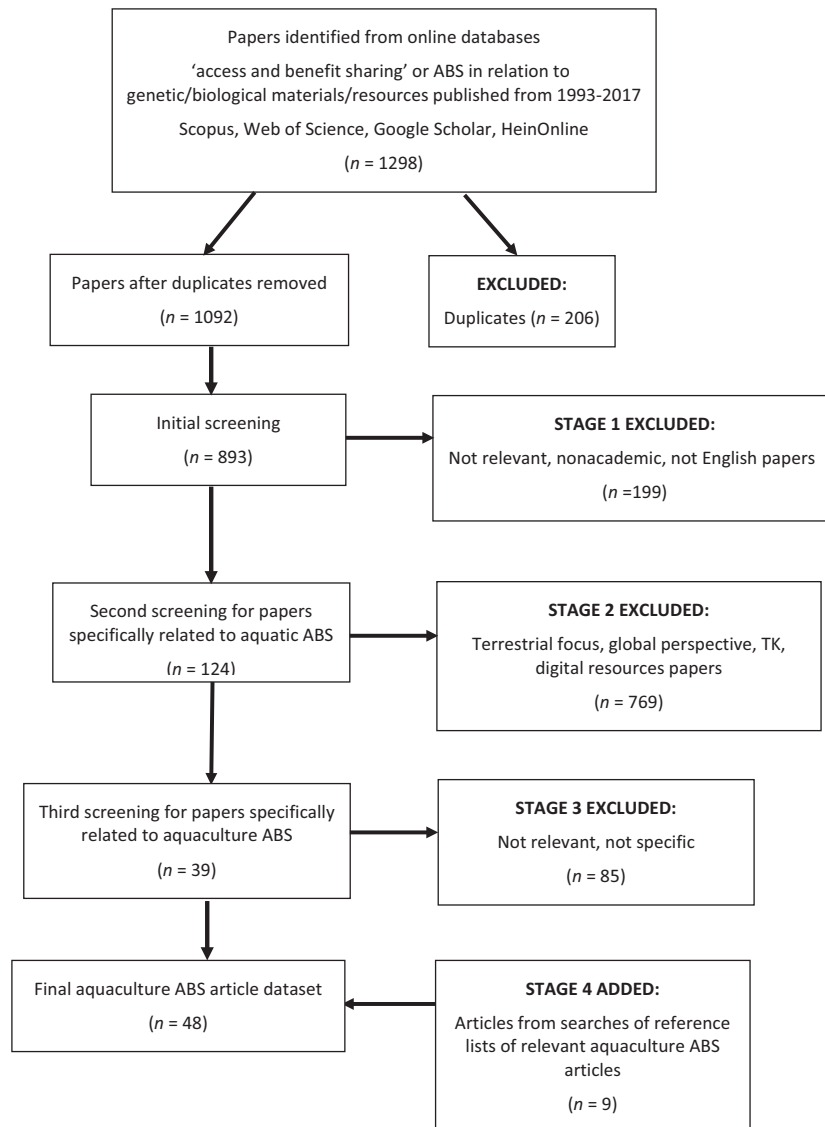 Papers identified from online databases
‘access and benefit sharing’ or ABS in relation to
genetic/biological materials/resources published from 1993-2017
Scopus, Web of Science, Google Scholar, HeinOnline
(n = 1298)
Papers after duplicates removed
(n = 1092)
EXCLUDED:
Duplicates (n = 206)
Initial screening
(n = 893)
STAGE 1 EXCLUDED:
Not relevant, nonacademic, not English papers
(n =199)
Second screening for papers
specifically related to aquatic ABS
(n = 124)
STAGE 2 EXCLUDED:
Terrestrial focus, global perspective, TK,
digital resources papers
(n = 769)
Third screening for papers specifically
related to aquaculture ABS
(n = 39)
STAGE 3 EXCLUDED:
Not relevant, not specific
(n = 85)
Final aquaculture ABS article dataset
(n = 48)
STAGE 4 ADDED:
Articles from searches of reference
lists of relevant aquaculture ABS
articles
(n = 9)